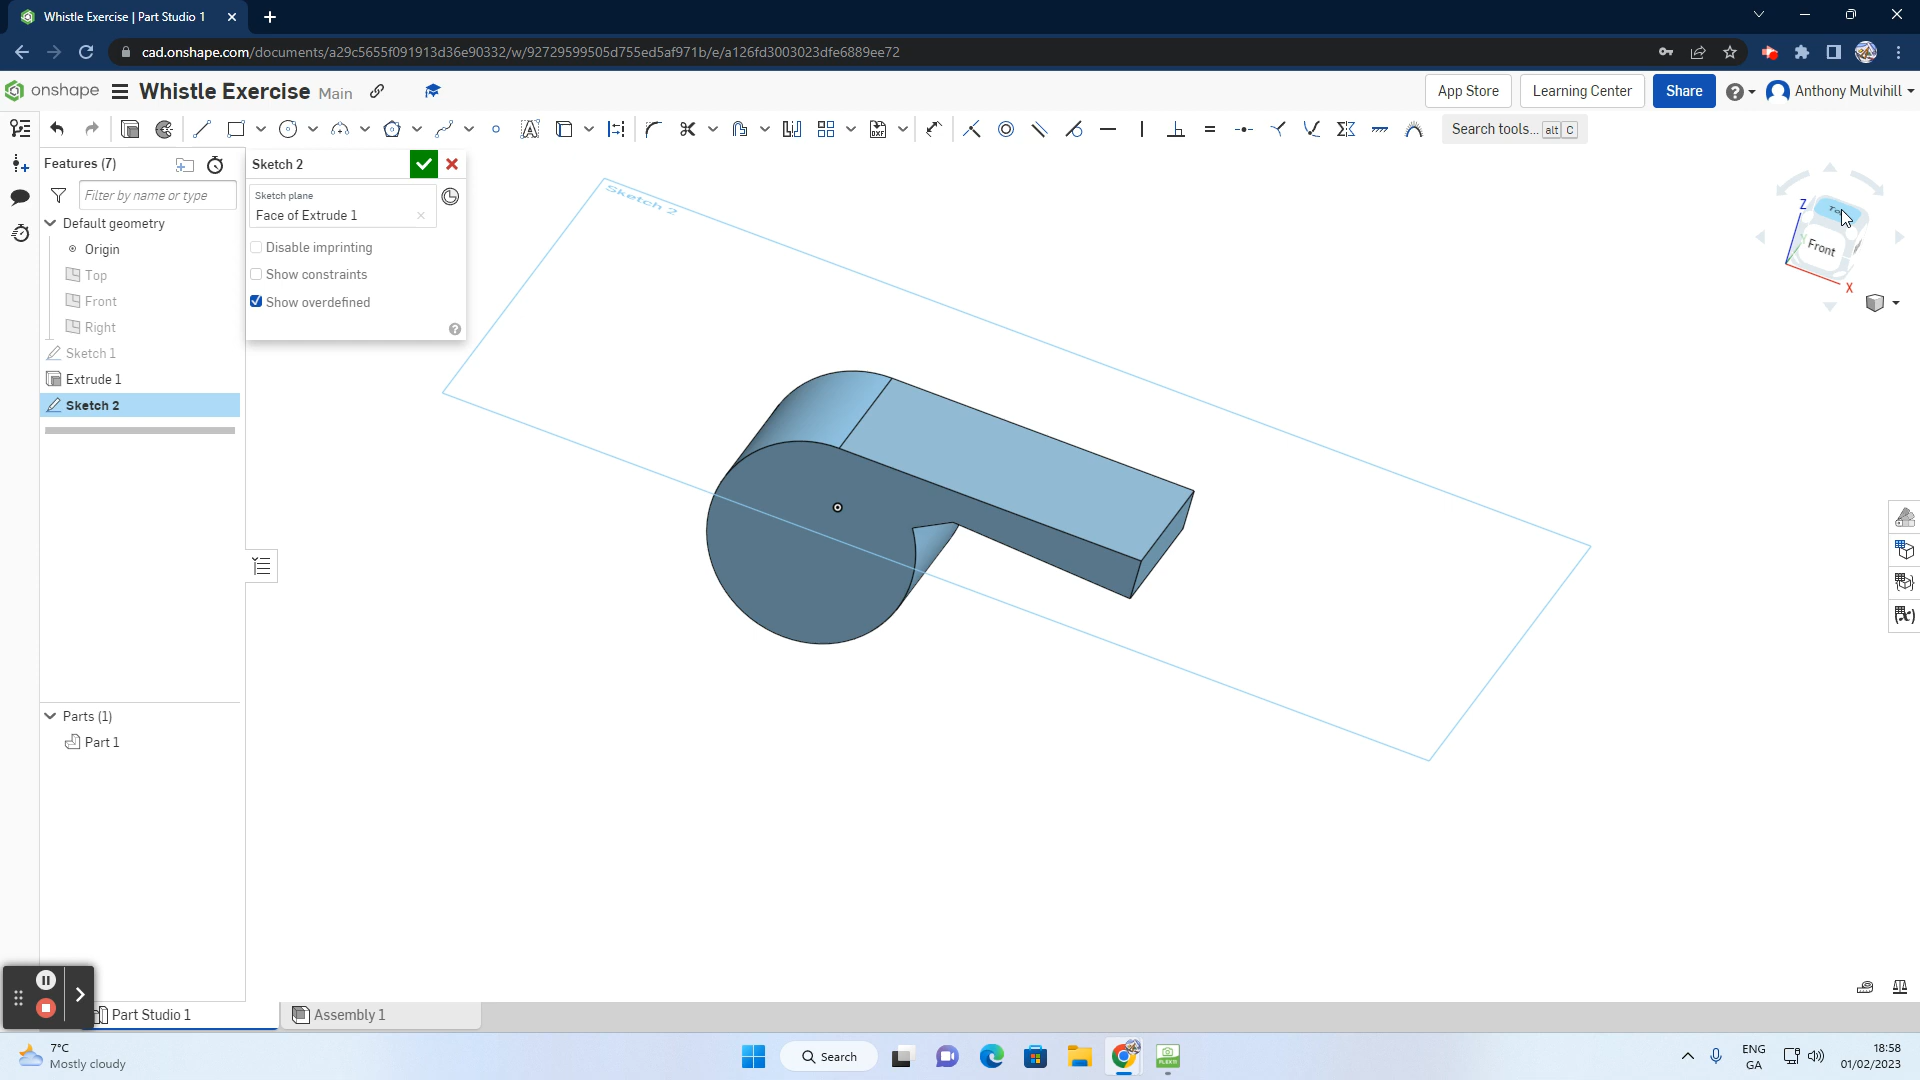 Whistle Exercise | Part Studio 1
cad.onshape.com/documents/a29c5655f091913d36e90332/w/92729599505d755ed5af971b/e/a126fd3003023dfe6889ee72
onshape Whistle Exercise Main
App Store Learning Center Share Anthony Mulvihill
Search tools... alt C
Features (7)
Filter by name or type
Default geometry
Origin
Top
Front
Right
Sketch 1
Extrude 1
Sketch 2
Sketch 2
Sketch plane
Face of Extrude 1
Disable imprinting
Show constraints
Show overdefined
Sketch 2
Z
Front
X
Parts (1)
Part 1
Part Studio 1
Assembly 1
7°C
Mostly cloudy
Search
ENG
GA
18:58
01/02/2023